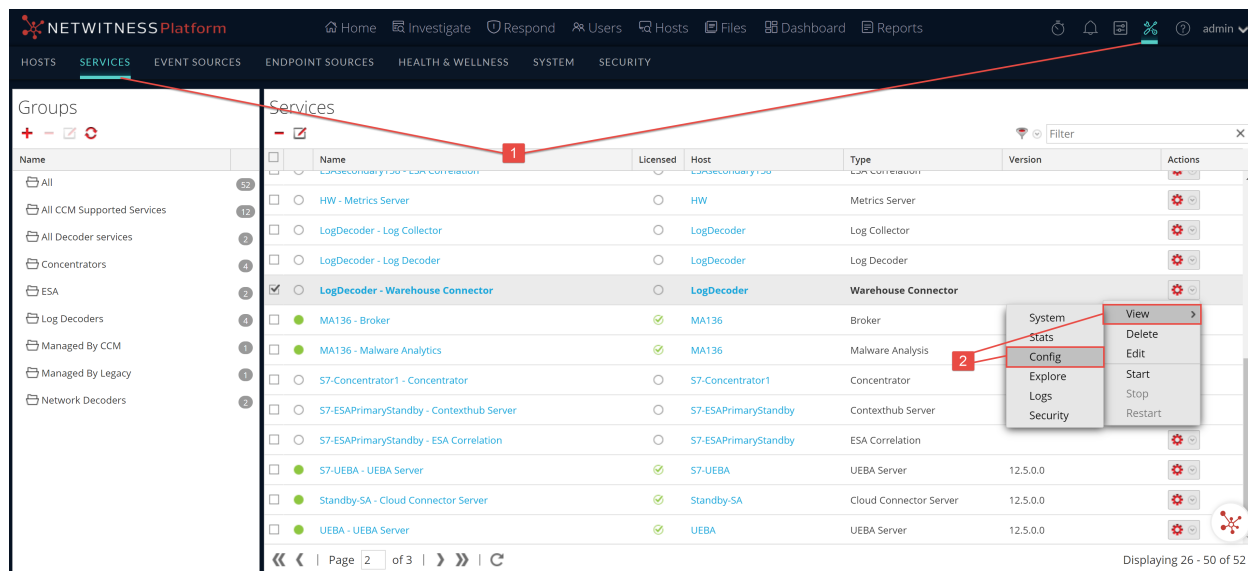 NETWITNESS Platform
Home Investigate Respond Users Hosts Files Dashboard Reports admin
HOSTS SERVICES EVENT SOURCES ENDPOINT SOURCES HEALTH & WELLNESS SYSTEM SECURITY
Groups
Services
Filter
1
Name
Name Licensed Host Type Version Actions
All 52
All CCM Supported Services 12
All Decoder services 2
Concentrators 4
ESA 2
Log Decoders 4
Managed By CCM 1
Managed By Legacy 1
Network Decoders 2
ESAsecondary158 - ESA Correlation ESAsecondary158 ESA Correlation
HW - Metrics Server HW Metrics Server
LogDecoder - Log Collector LogDecoder Log Collector
LogDecoder - Log Decoder LogDecoder Log Decoder
LogDecoder - Warehouse Connector LogDecoder Warehouse Connector
MA136 - Broker MA136 Broker
MA136 - Malware Analytics MA136 Malware Analysis
S7-Concentrator1 - Concentrator S7-Concentrator1 Concentrator
S7-ESAPrimaryStandby - Contexthub Server S7-ESAPrimaryStandby Contexthub Server
S7-ESAPrimaryStandby - ESA Correlation S7-ESAPrimaryStandby ESA Correlation
S7-UEBA - UEBA Server S7-UEBA UEBA Server 12.5.0.0
Standby-SA - Cloud Connector Server Standby-SA Cloud Connector Server 12.5.0.0
UEBA - UEBA Server UEBA UEBA Server 12.5.0.0
System
Stats
Config
Explore
Logs
Security
2
View
Delete
Edit
Start
Stop
Restart
Page 2 of 3
Displaying 26 - 50 of 52